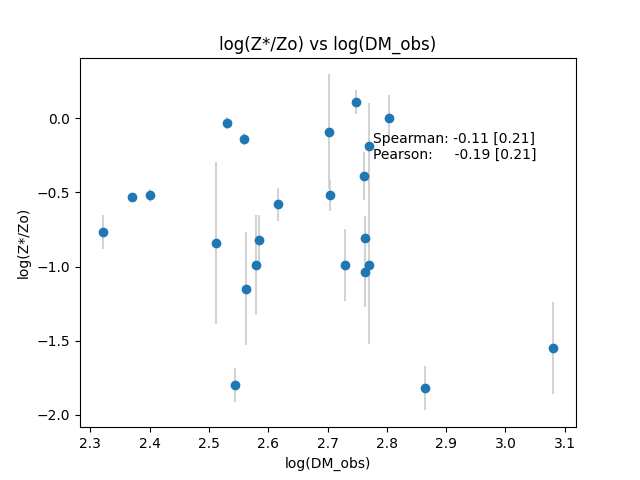 log(Z*/Zo) vs log(DM_obs)
Spearman: -0.11 [0.21]
Pearson: -0.19 [0.21]
log(Z*/Zo)
0.0
−0.5
−1.0
−1.5
−2.0
2.3 2.4 2.5 2.6 2.7 2.8 2.9 3.0 3.1
log(DM_obs)